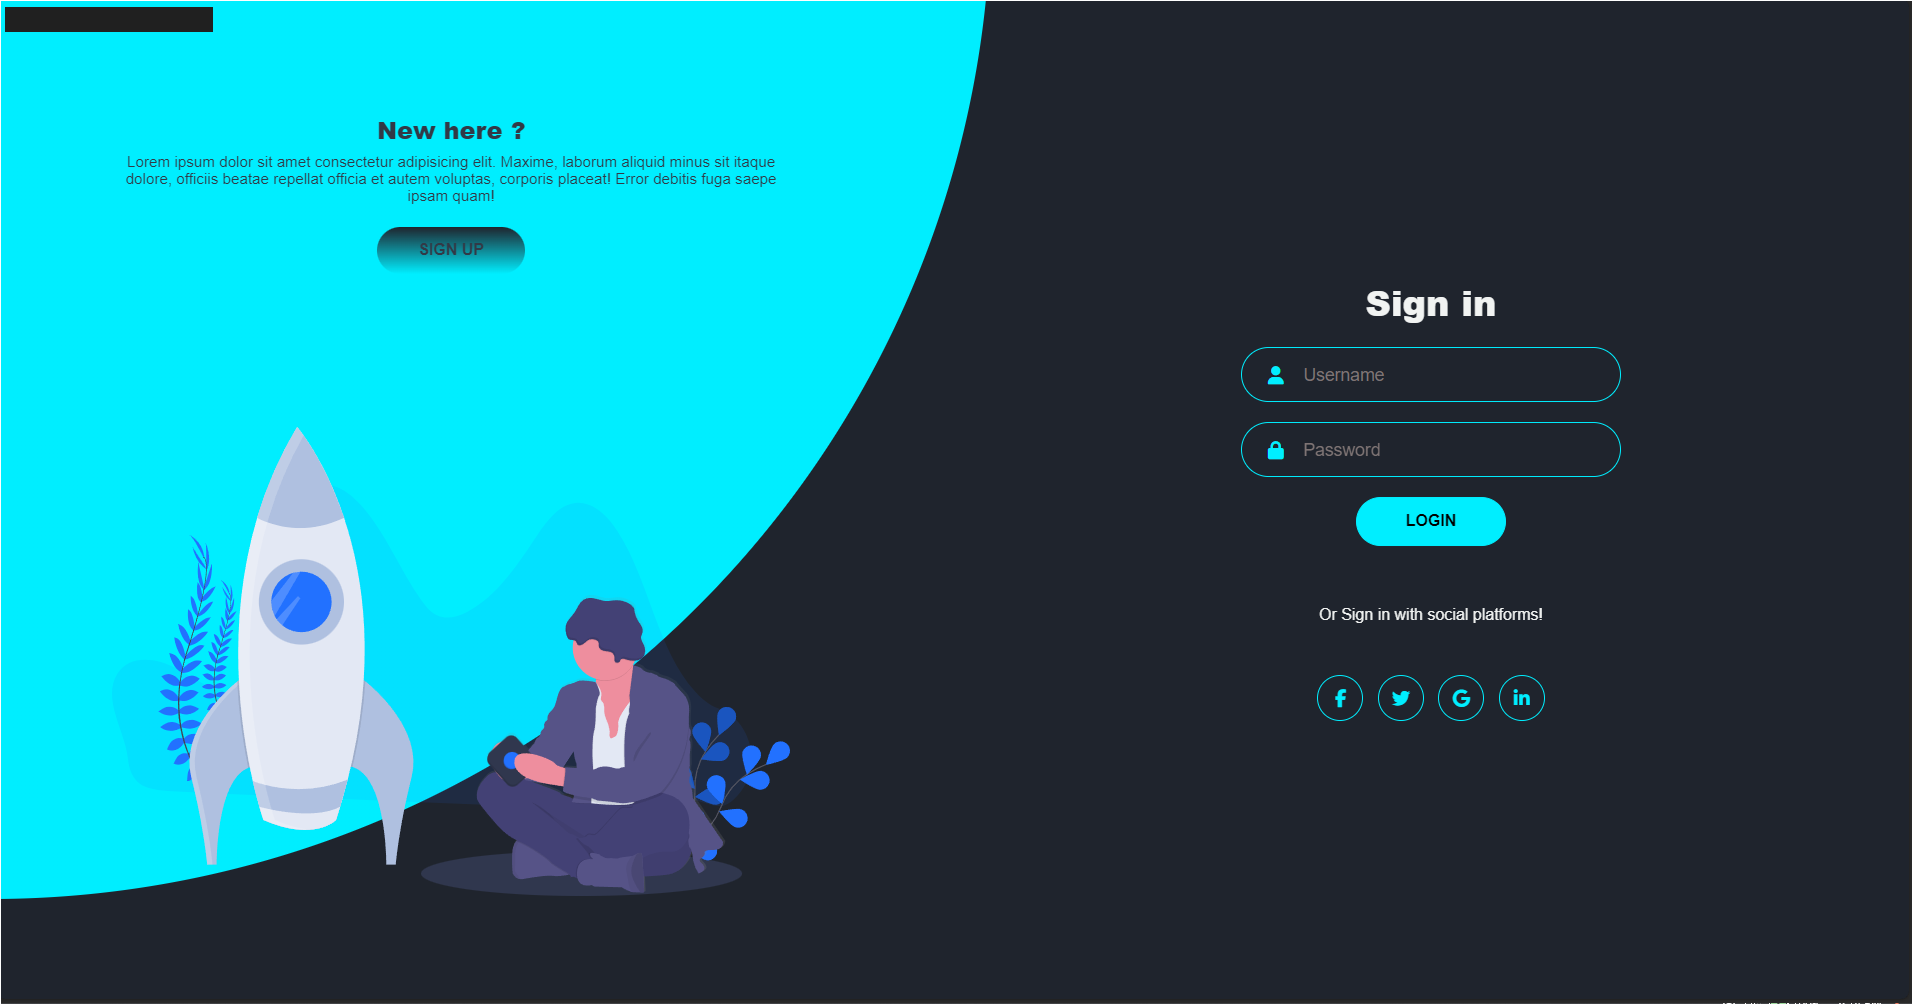 New here ?
Lorem ipsum dolor sit amet consectetur adipisicing elit. Maxime, laborum aliquid minus sit itaque
dolore, officiis beatae repellat officia et autem voluptas, corporis placeat! Error debitis fuga saepe
ipsam quam!
SIGN UP
Sign in
Username
Password
LOGIN
Or Sign in with social platforms!